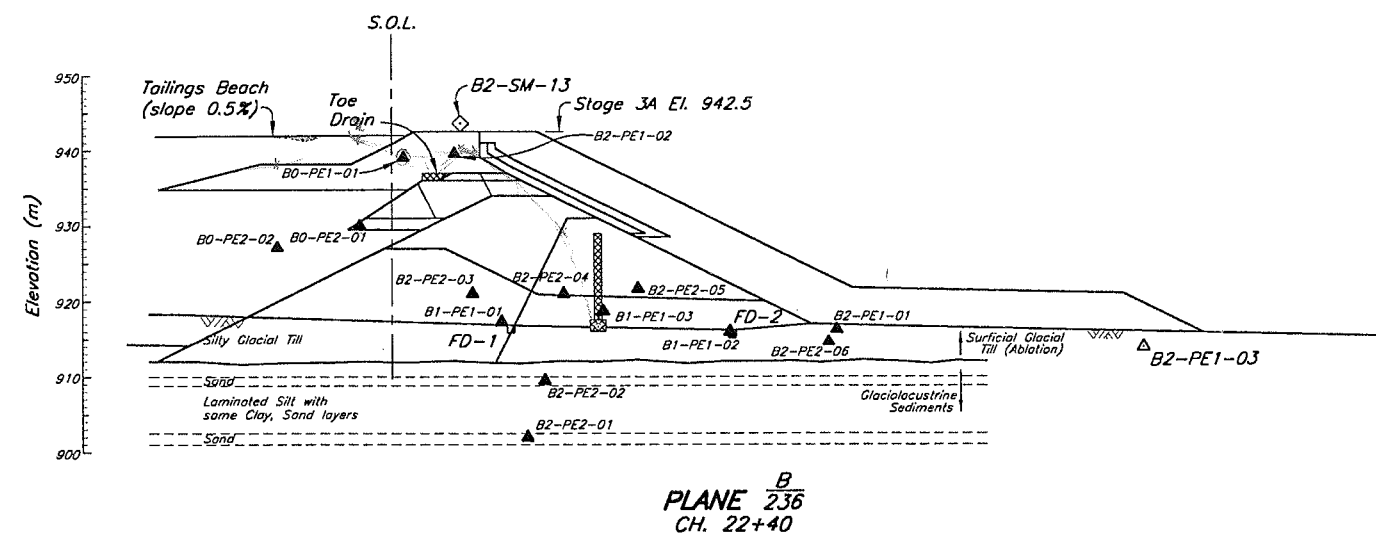 S.O.L.
950
940
930
920
910
900
Elevation (m)
Tailings Beach
(slope 0.5%)
Toe
Drain
B2-SM-13
Stage 3A El. 942.5
B2-PE1-02
B0-PE1-01
B0-PE2-02
B0-PE2-01
B2-PE2-03
B2-PE2-04
B2-PE2-05
B1-PE1-01
B1-PE1-03
FD-2
B2-PE1-01
FD-1
B1-PE1-02
B2-PE2-06
Silty Glacial Till
Surficial Glacial
Till (Ablation)
B2-PE1-03
Sand
B2-PE2-02
Laminated Silt with
some Clay, Sand layers
Glaciolacustrine
Sediments
B2-PE2-01
Sand
PLANE B
236
CH. 22+40